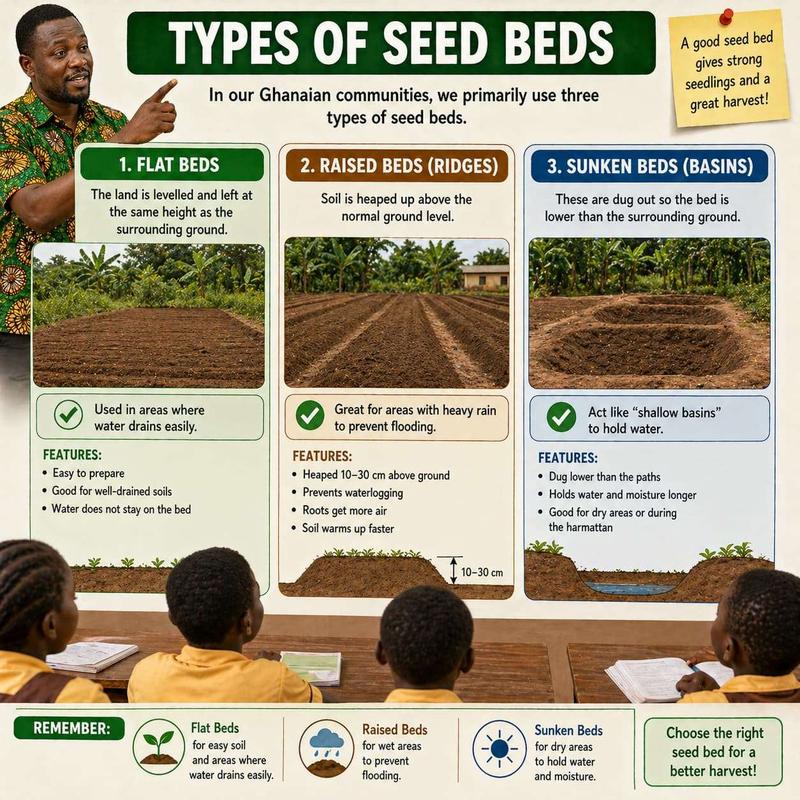 TYPES OF SEED BEDS
In our Ghanaian communities, we primarily use three
types of seed beds.
A good seed bed
gives strong
seedlings and a
great harvest!
1. FLAT BEDS
The land is levelled and left at
the same height as the
surrounding ground.
Used in areas where
water drains easily.
FEATURES:
• Easy to prepare
• Good for well-drained soils
• Water does not stay on the bed
2. RAISED BEDS (RIDGES)
Soil is heaped up above the
normal ground level.
Great for areas with heavy rain
to prevent flooding.
FEATURES:
• Heaped 10–30 cm above ground
• Prevents waterlogging
• Roots get more air
• Soil warms up faster
10–30 cm
3. SUNKEN BEDS (BASINS)
These are dug out so the bed is
lower than the surrounding ground.
Act like “shallow basins”
to hold water.
FEATURES:
• Dug lower than the paths
• Holds water and moisture longer
• Good for dry areas or during
the harmattan
REMEMBER:
Flat Beds
for easy soil
and areas where
water drains easily.
Raised Beds
for wet areas
to prevent
flooding.
Sunken Beds
for dry areas
to hold water
and moisture.
Choose the right
seed bed for a
better harvest!